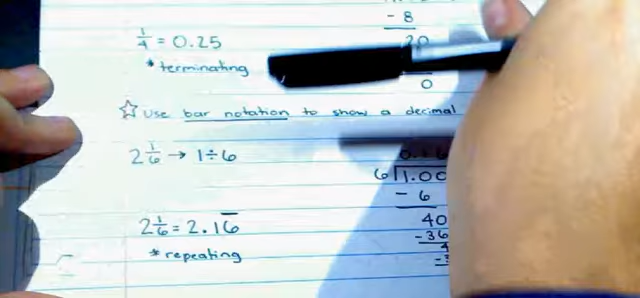 - 8
1/4 = 0.25
20
* terminating
0
☆ Use bar notation to show a decimal
2 1/6 → 1 ÷ 6
6 1.00
- 6
2 1/6 = 2.16̅
40
- 36
* repeating
4